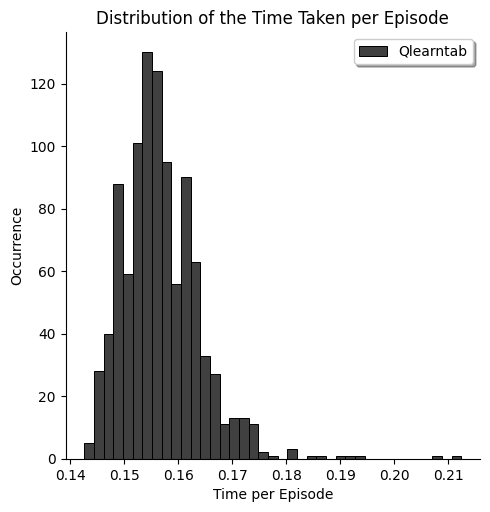 Distribution of the Time Taken per Episode
Qlearntab
120
100
80
60
40
20
0
Occurrence
0.14 0.15 0.16 0.17 0.18 0.19 0.20 0.21
Time per Episode